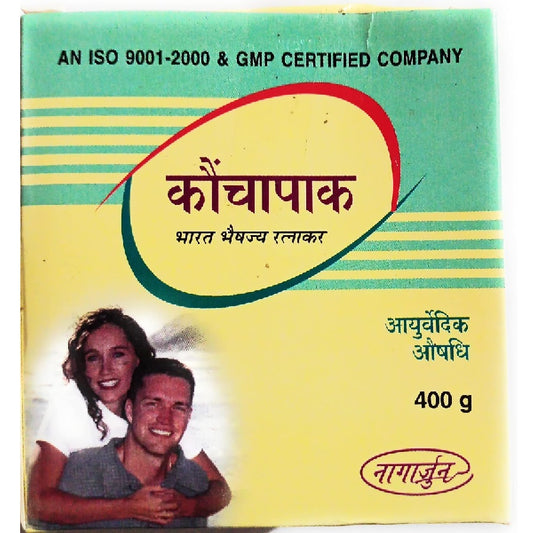 AN ISO 9001-2000 & GMP CERTIFIED COMPANY
कौंचापाक
भारत भैषज्य रत्नाकर
आयुर्वेदिक
औषधि
400 g
नागार्जुन